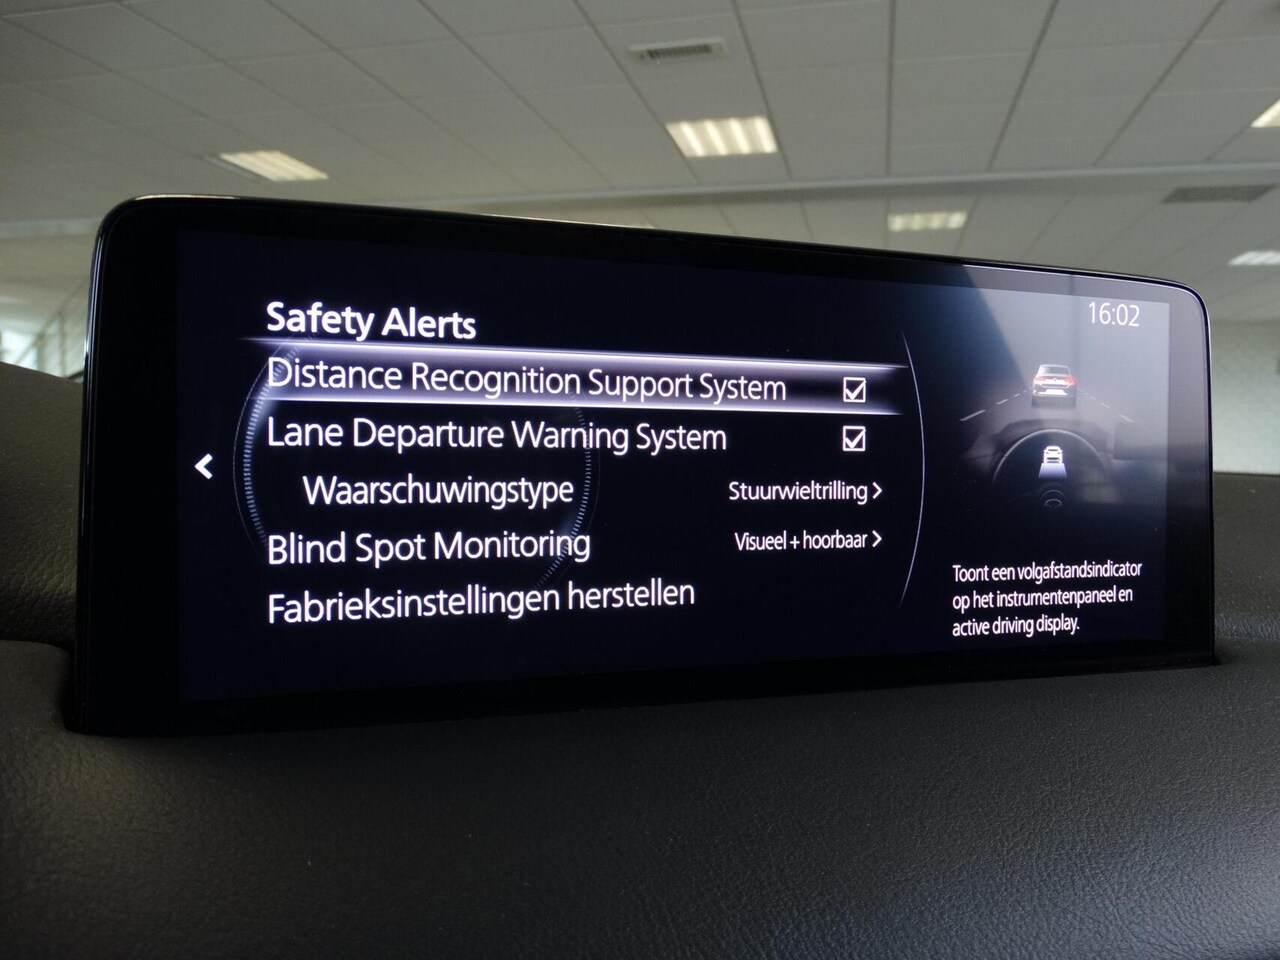 Safety Alerts
16:02
Distance Recognition Support System
Lane Departure Warning System
Waarschuwingstype Stuurwieltrilling >
Blind Spot Monitoring Visueel + hoorbaar >
Fabrieksinstellingen herstellen
Toont een volgafstandsindicator
op het instrumentenpaneel en
active driving display.